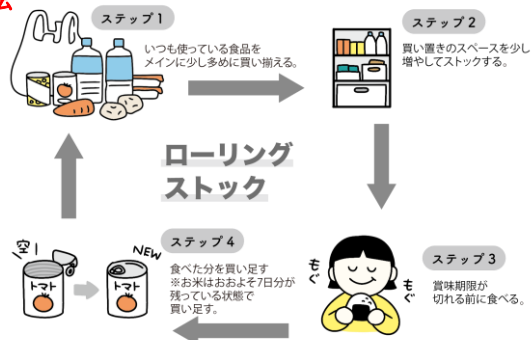 ム
ステップ1
いつも使っている食品を
メインに少し多めに買い揃える。
ステップ2
買い置きのスペースを少し
増やしてストックする。
ローリング
ストック
ステップ3
賞味期限が
切れる前に食べる。
もぐ
もぐ
ステップ4
食べた分を買い足す
※お米はおおよそ7日分が
残っている状態で
買い足す。
空!
トマト
NEW
トマト